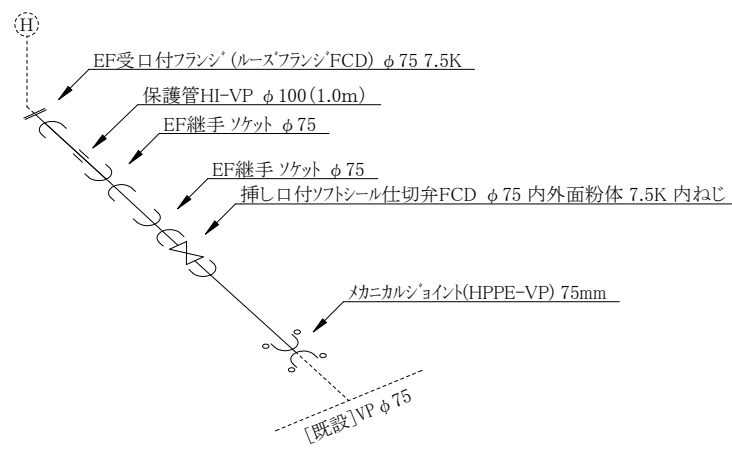 H
EF受口付フランジ(ルーズフランジFCD) φ75 7.5K
保護管HI-VP φ100(1.0m)
EF継手 ソケット φ75
EF継手 ソケット φ75
挿し口付ソフトシール仕切弁FCD φ75 内外面粉体 7.5K 内ねじ
メカニカルジョイント(HPPE-VP) 75mm
[既設]VPφ75